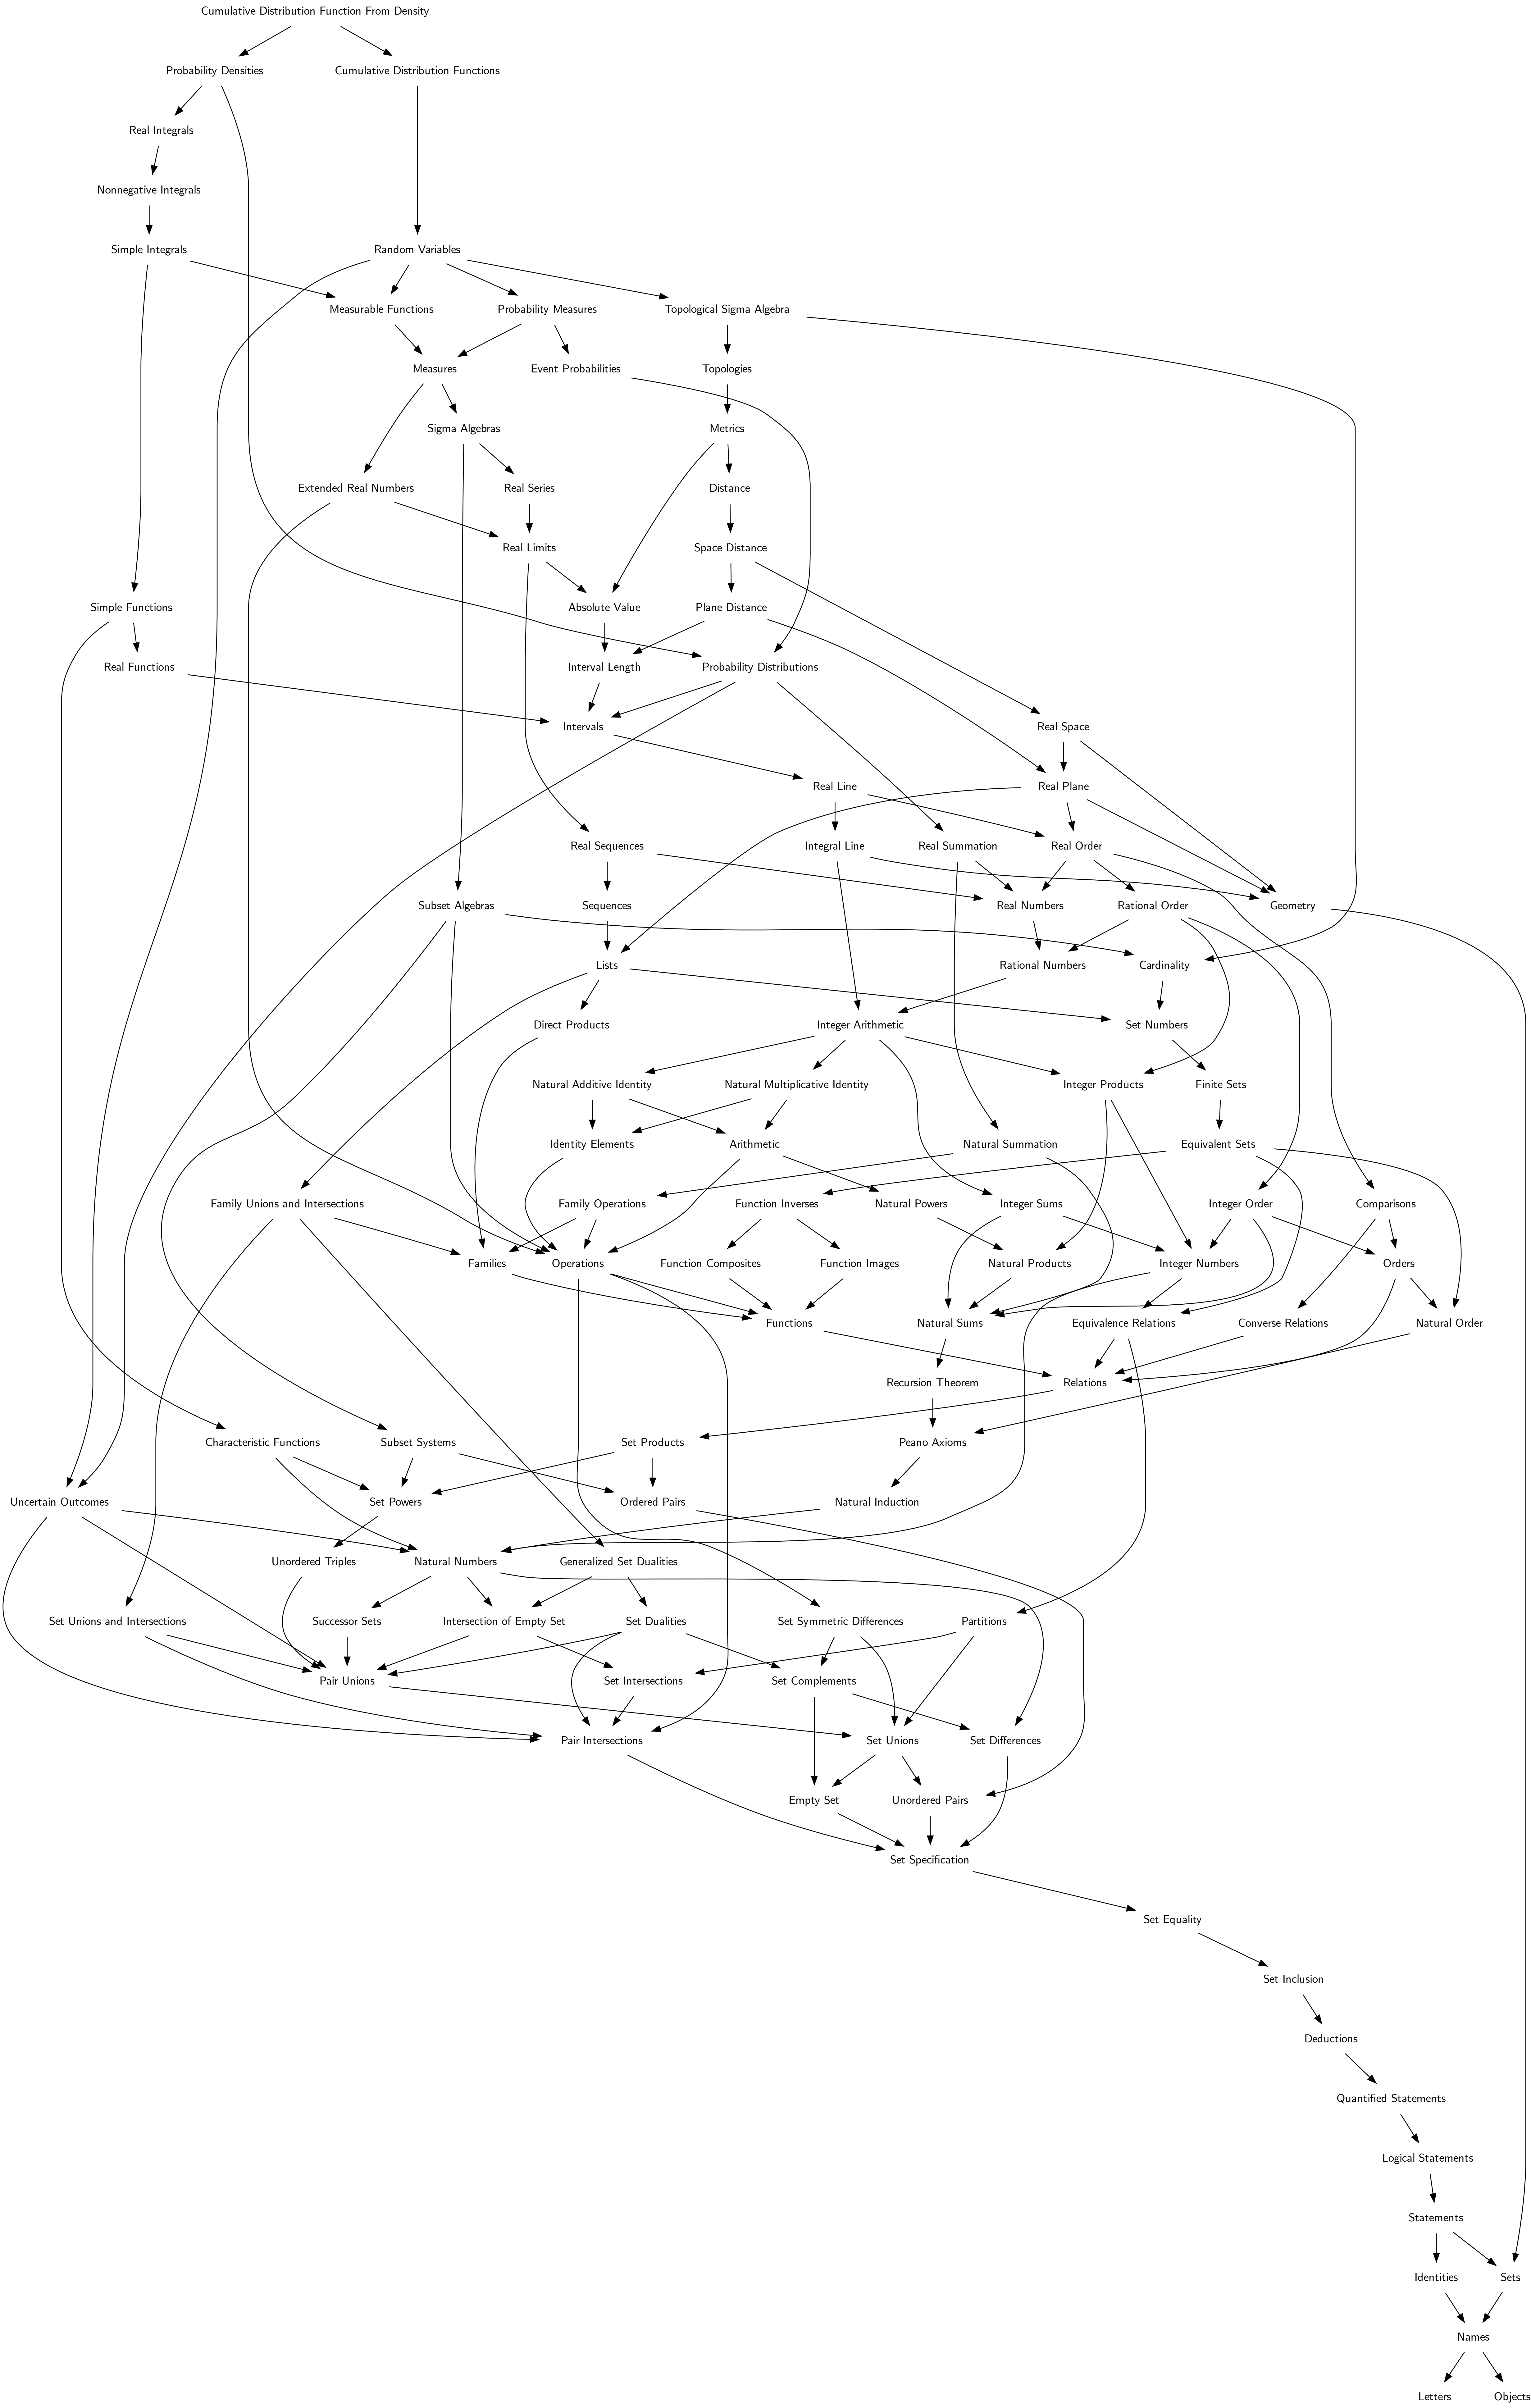 Cumulative Distribution Function From Density
Probability Densities
Cumulative Distribution Functions
Real Integrals
Nonnegative Integrals
Simple Integrals
Random Variables
Measurable Functions
Probability Measures
Topological Sigma Algebra
Measures
Event Probabilities
Topologies
Sigma Algebras
Metrics
Extended Real Numbers
Real Series
Distance
Real Limits
Space Distance
Simple Functions
Absolute Value
Plane Distance
Real Functions
Interval Length
Probability Distributions
Intervals
Real Space
Real Line
Real Plane
Real Sequences
Integral Line
Real Summation
Real Order
Subset Algebras
Sequences
Real Numbers
Rational Order
Geometry
Lists
Rational Numbers
Cardinality
Direct Products
Integer Arithmetic
Set Numbers
Natural Additive Identity
Natural Multiplicative Identity
Integer Products
Finite Sets
Identity Elements
Arithmetic
Natural Summation
Equivalent Sets
Family Unions and Intersections
Family Operations
Function Inverses
Natural Powers
Integer Sums
Integer Order
Comparisons
Families
Operations
Function Composites
Function Images
Natural Products
Integer Numbers
Orders
Functions
Natural Sums
Equivalence Relations
Converse Relations
Natural Order
Recursion Theorem
Relations
Characteristic Functions
Subset Systems
Set Products
Peano Axioms
Uncertain Outcomes
Set Powers
Ordered Pairs
Natural Induction
Unordered Triples
Natural Numbers
Generalized Set Dualities
Set Unions and Intersections
Successor Sets
Intersection of Empty Set
Set Dualities
Set Symmetric Differences
Partitions
Pair Unions
Set Intersections
Set Complements
Pair Intersections
Set Unions
Set Differences
Empty Set
Unordered Pairs
Set Specification
Set Equality
Set Inclusion
Deductions
Quantified Statements
Logical Statements
Statements
Identities
Sets
Names
Letters
Objects